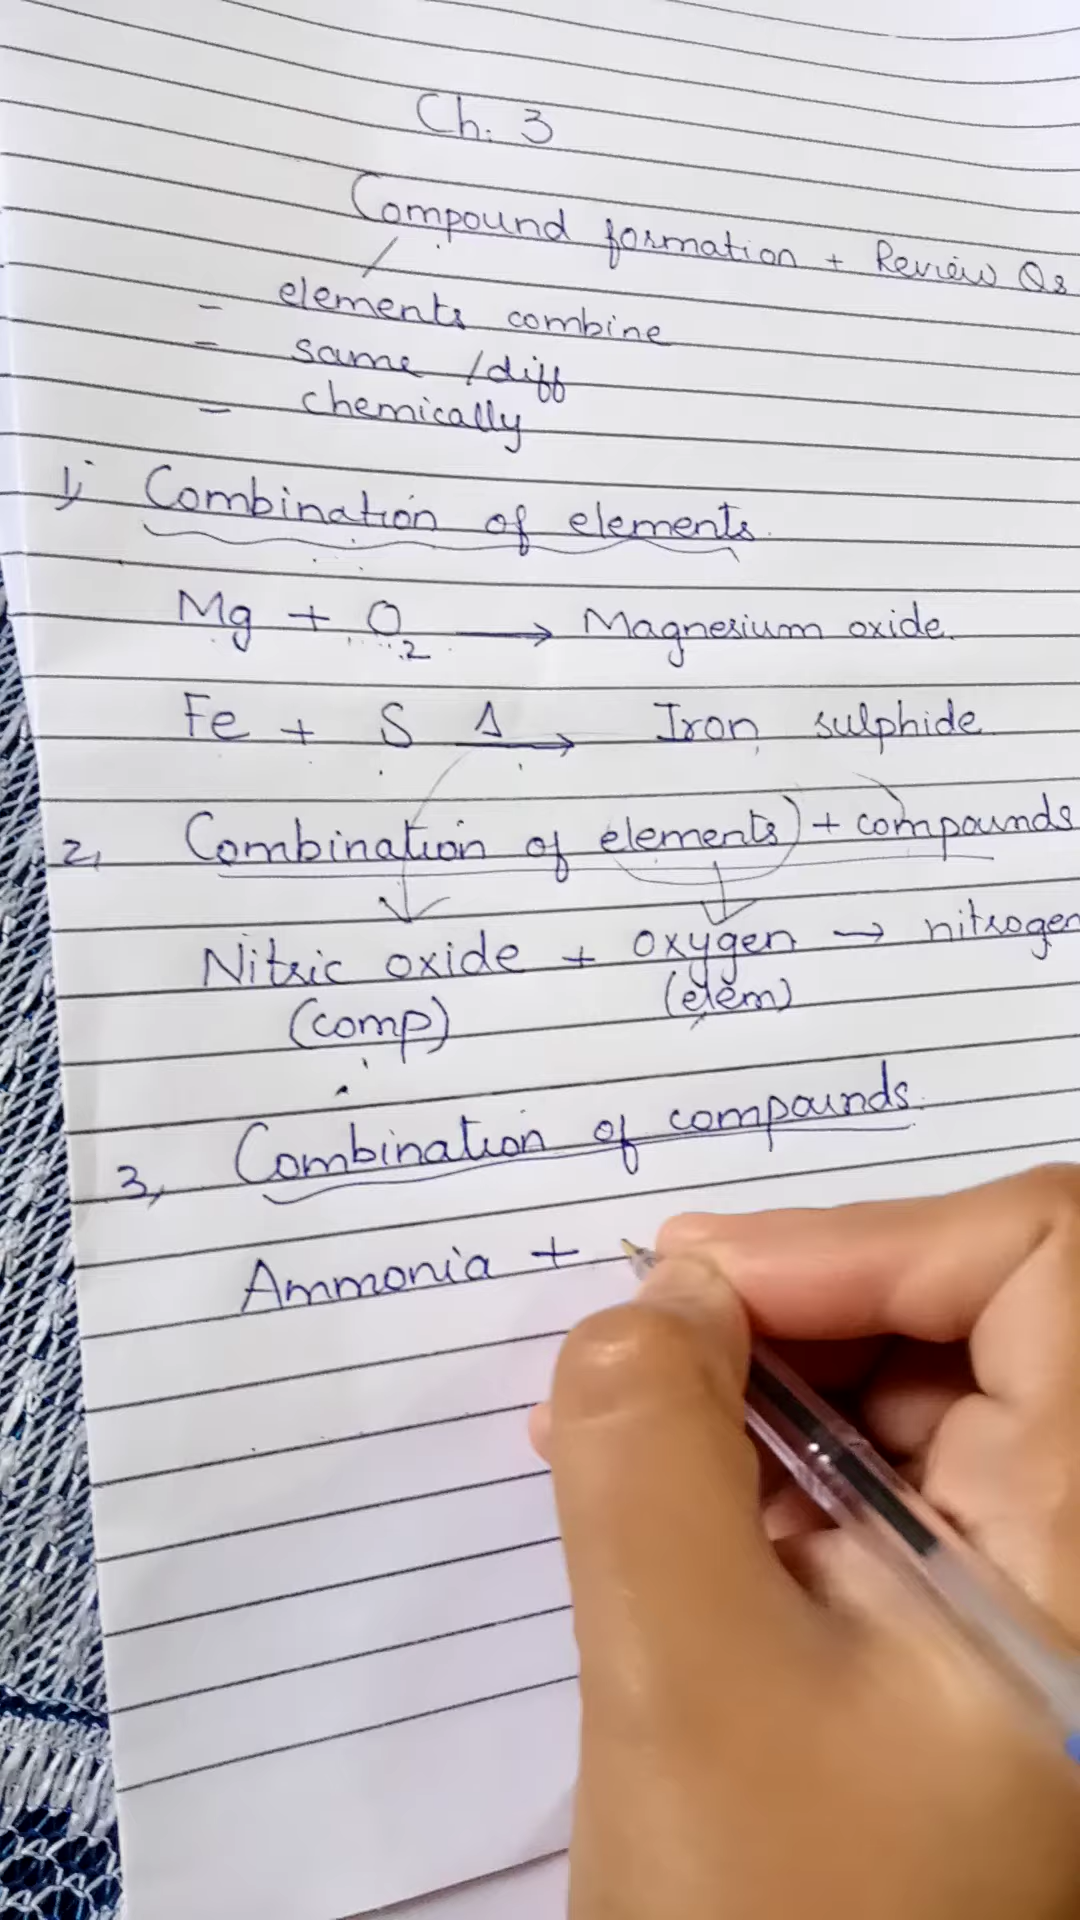 Ch. 3
Compound formation + Review Qs
= elements combine
= same / diff
= chemically
1) Combination of elements
Mg + O2 → Magnesium oxide.
Fe + S Δ→ Iron sulphide
2, Combination of elements) + compounds
Nitric oxide + oxygen → nitrogen
(comp) (elem)
3, Combination of compounds.
Ammonia +